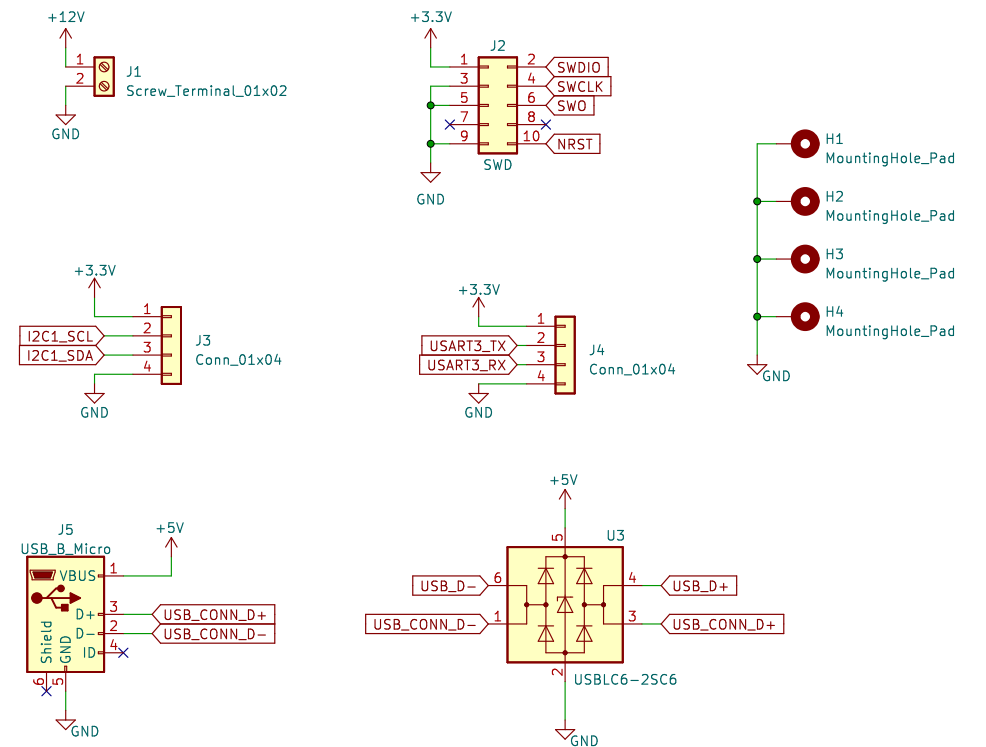 +12V
1
2
J1
Screw_Terminal_01x02
GND
+3.3V
J2
1
2
SWDIO
3
4
SWCLK
5
6
SWO
7
8
9
10
NRST
SWD
GND
H1
MountingHole_Pad
H2
MountingHole_Pad
H3
MountingHole_Pad
H4
MountingHole_Pad
GND
+3.3V
1
I2C1_SCL
2
I2C1_SDA
3
4
J3
Conn_01x04
GND
+3.3V
1
USART3_TX
2
USART3_RX
3
4
J4
Conn_01x04
GND
J5
USB_B_Micro
+5V
VBUS
1
D+
3
USB_CONN_D+
D-
2
USB_CONN_D-
ID
4
Shield
GND
6
5
GND
+5V
5
U3
USB_D-
6
4
USB_D+
USB_CONN_D-
1
3
USB_CONN_D+
2
USBLC6-2SC6
GND